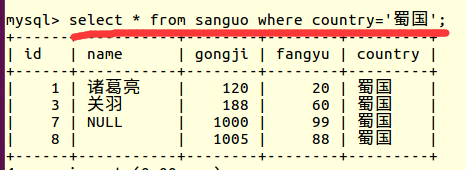 mysql> select * from sanguo where country='蜀国';
+------+-----------+--------+--------+---------+
| id | name | gongji | fangyu | country |
+------+-----------+--------+--------+---------+
| 1 | 诸葛亮 | 120 | 20 | 蜀国 |
| 3 | 关羽 | 188 | 60 | 蜀国 |
| 7 | NULL | 1000 | 99 | 蜀国 |
| 8 | | 1005 | 88 | 蜀国 |
+------+-----------+--------+--------+---------+